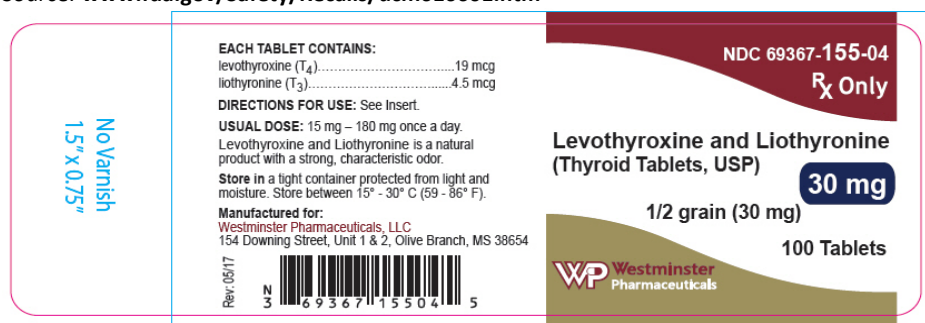 No Varnish
1.5" x 0.75"
EACH TABLET CONTAINS:
levothyroxine (T4)......................................19 mcg
liothyronine (T3)......................................4.5 mcg
DIRECTIONS FOR USE: See Insert.
USUAL DOSE: 15 mg – 180 mg once a day.
Levothyroxine and Liothyronine is a natural
product with a strong, characteristic odor.
Store in a tight container protected from light and
moisture. Store between 15° - 30° C (59 - 86° F).
Manufactured for:
Westminster Pharmaceuticals, LLC
154 Downing Street, Unit 1 & 2, Olive Branch, MS 38654
Rev: 05/17
N
3 69367 15504 5
NDC 69367-155-04
Rx Only
Levothyroxine and Liothyronine
(Thyroid Tablets, USP)
30 mg
1/2 grain (30 mg)
100 Tablets
WP Westminster
Pharmaceuticals